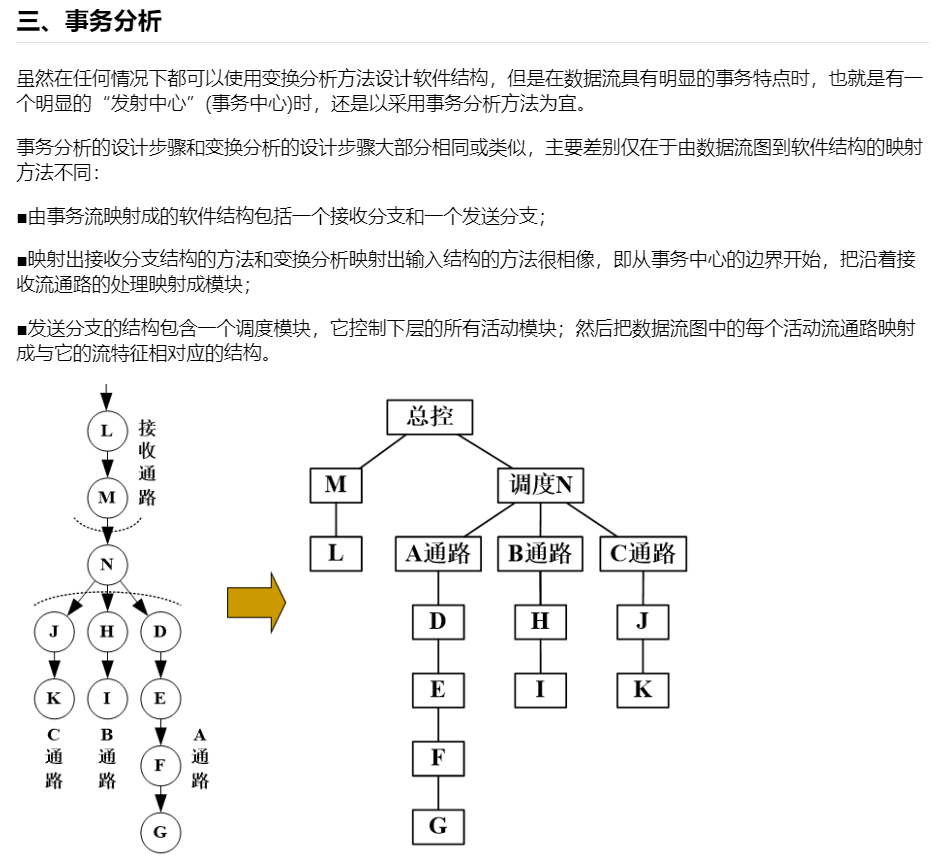 三、事务分析
虽然在任何情况下都可以使用变换分析方法设计软件结构，但是在数据流具有明显的事务特点时，也就是有一
个明显的“发射中心”(事务中心)时，还是以采用事务分析方法为宜。
事务分析的设计步骤和变换分析的设计步骤大部分相同或类似，主要差别仅在于由数据流图到软件结构的映射
方法不同：
■由事务流映射成的软件结构包括一个接收分支和一个发送分支；
■映射出接收分支结构的方法和变换分析映射出输入结构的方法很相像，即从事务中心的边界开始，把沿着接
收流通路的处理映射成模块；
■发送分支的结构包含一个调度模块，它控制下层的所有活动模块；然后把数据流图中的每个活动流通路映射
成与它的流特征相对应的结构。
L
M
接收通路
N
J H D
K I E
F
G
C通路
B通路
A通路
总控
M 调度N
L A通路 B通路 C通路
D H J
E I K
F
G